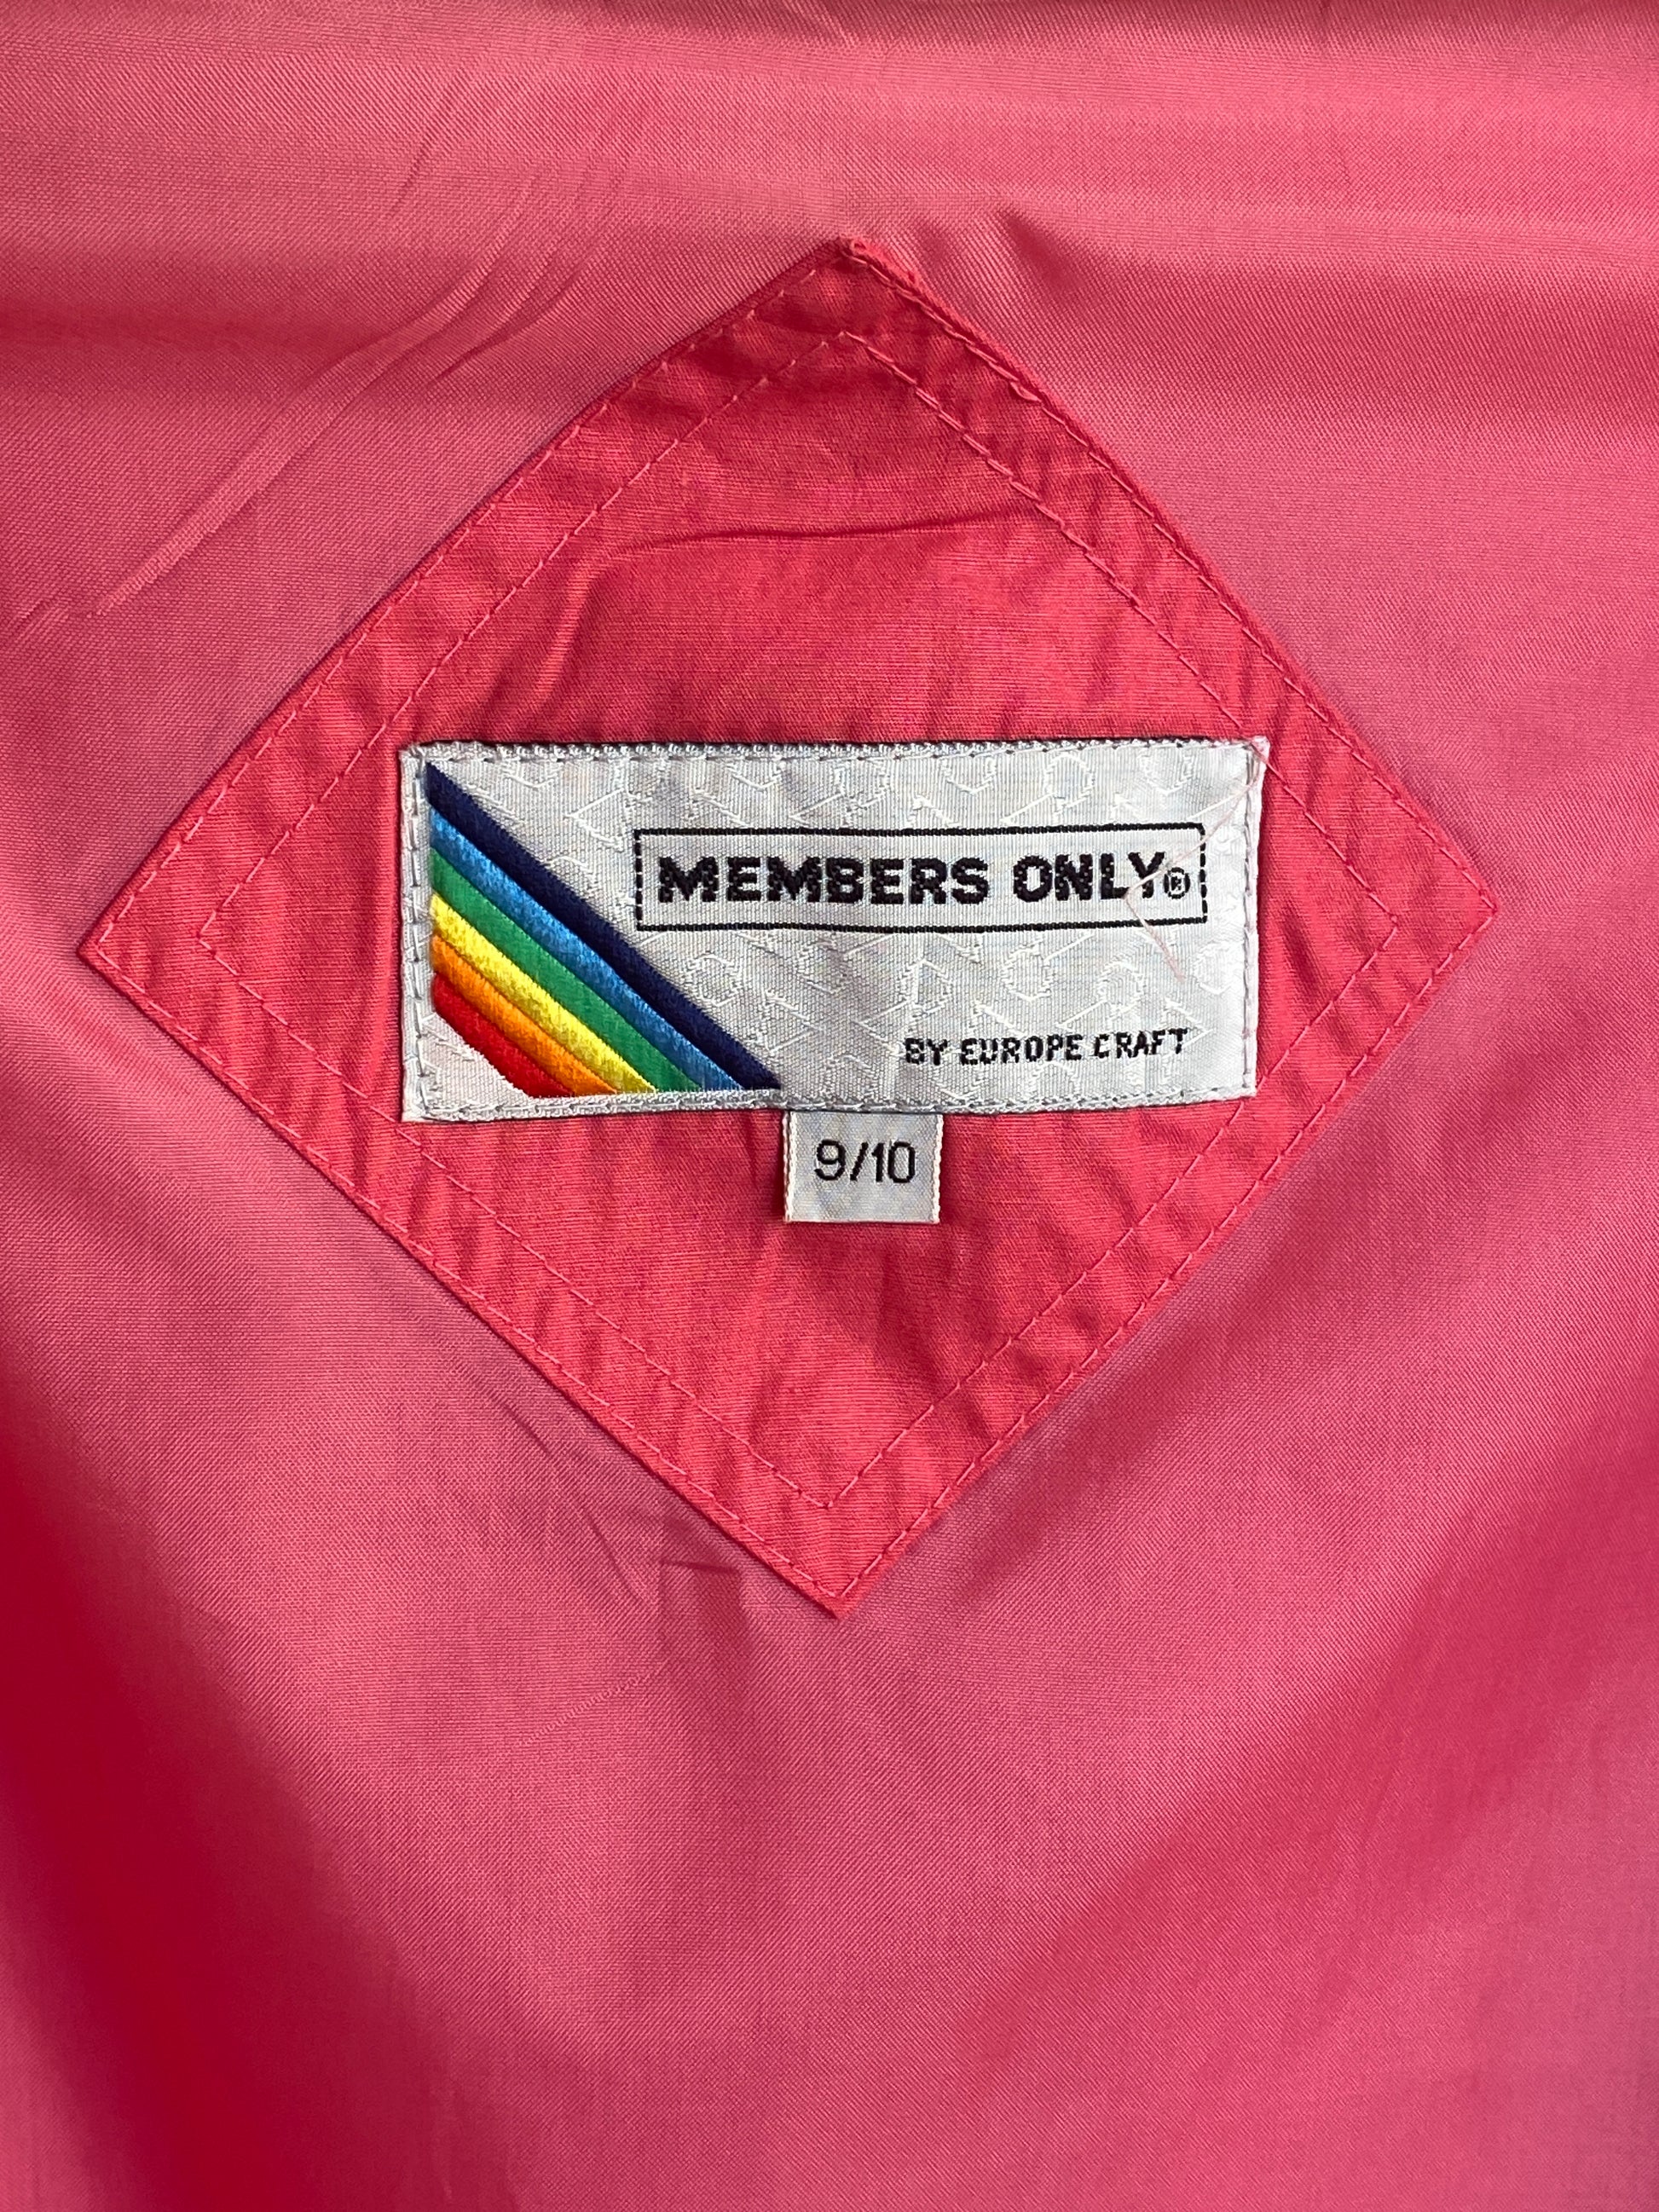 MEMBERS ONLY®
BY EUROPE CRAFT
9/10